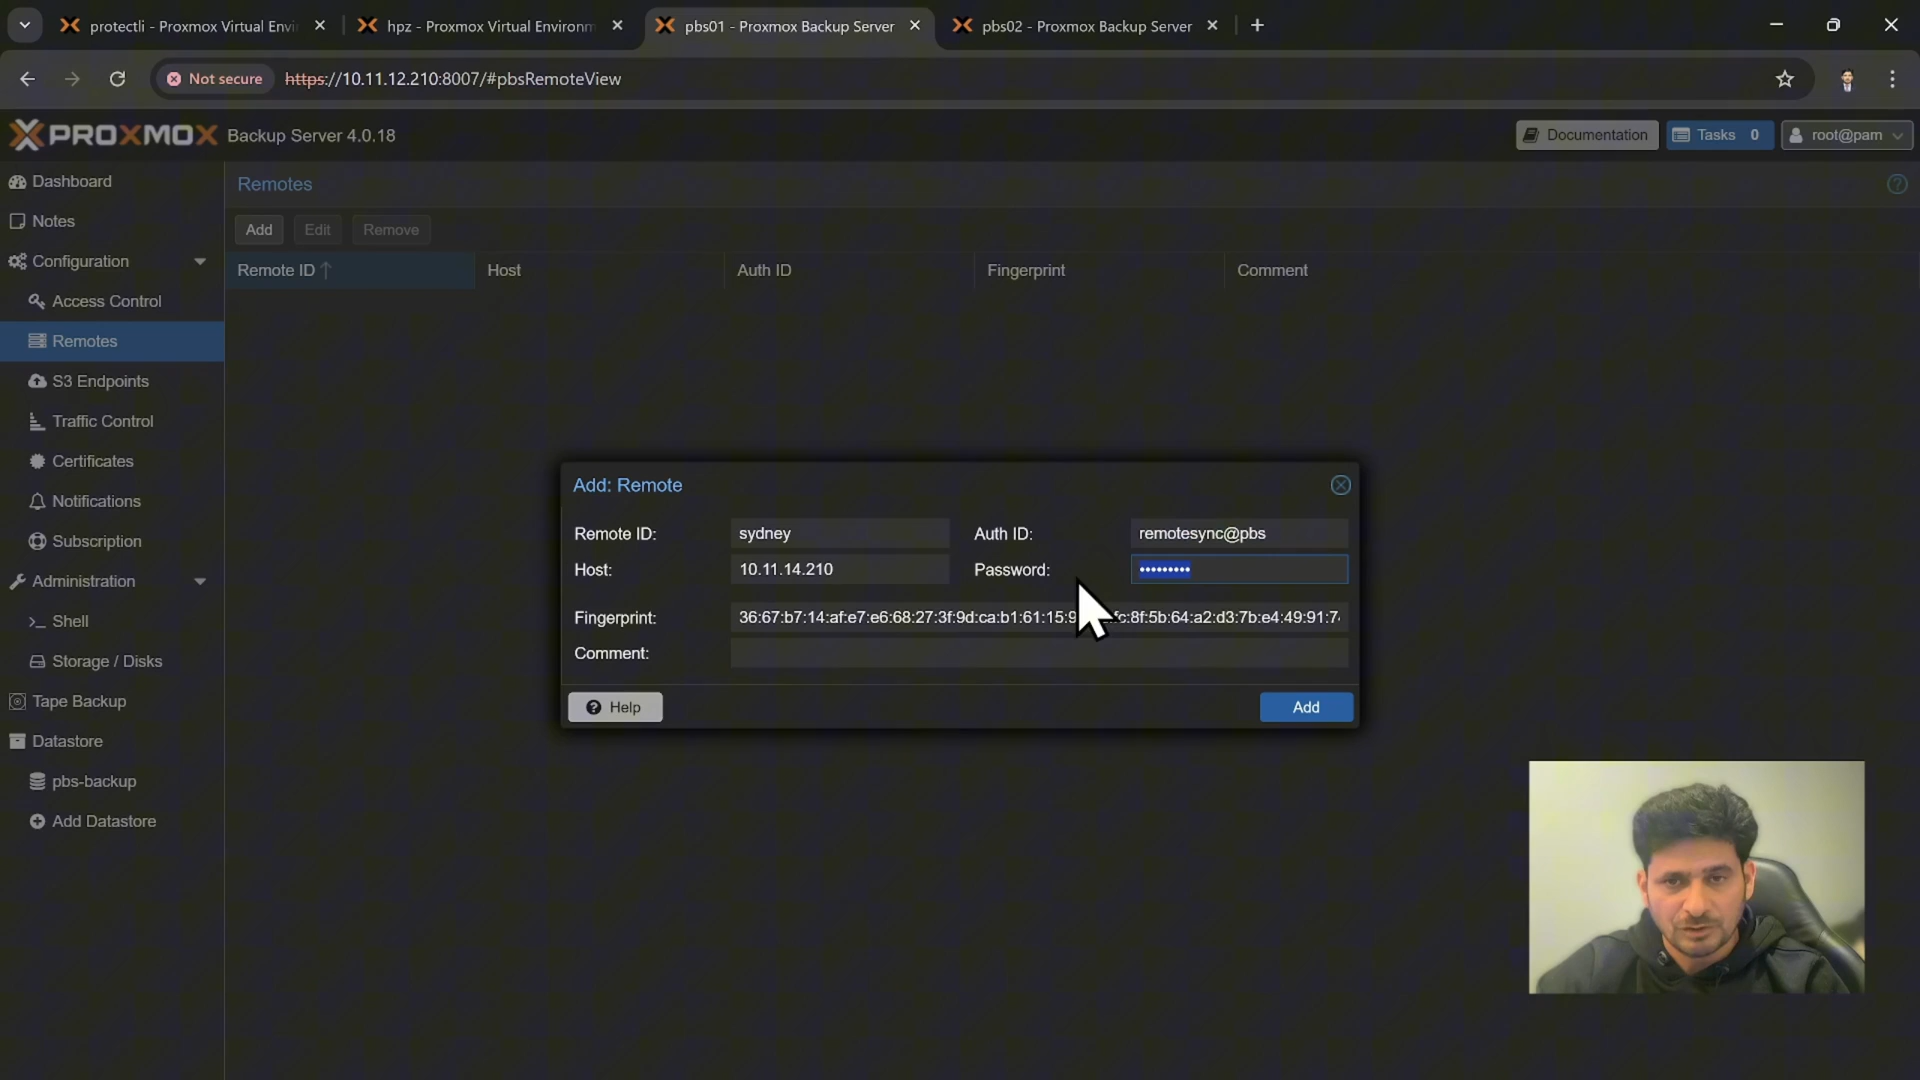 protectli - Proxmox Virtual Envi
hpz - Proxmox Virtual Environm
pbs01 - Proxmox Backup Server
pbs02 - Proxmox Backup Server
Not secure
https://10.11.12.210:8007/#pbsRemoteView
PROXMOX Backup Server 4.0.18
Documentation
Tasks 0
root@pam
Dashboard
Notes
Configuration
Access Control
Remotes
S3 Endpoints
Traffic Control
Certificates
Notifications
Subscription
Administration
Shell
Storage / Disks
Tape Backup
Datastore
pbs-backup
Add Datastore
Remotes
Add Edit Remove
Remote ID Host Auth ID Fingerprint Comment
Add: Remote
Remote ID: sydney Auth ID: remotesync@pbs
Host: 10.11.14.210 Password: •••••••••
Fingerprint: 36:67:b7:14:af:e7:e6:68:27:3f:9d:ca:b1:61:15:9 c:8f:5b:64:a2:d3:7b:e4:49:91:7
Comment:
Help
Add